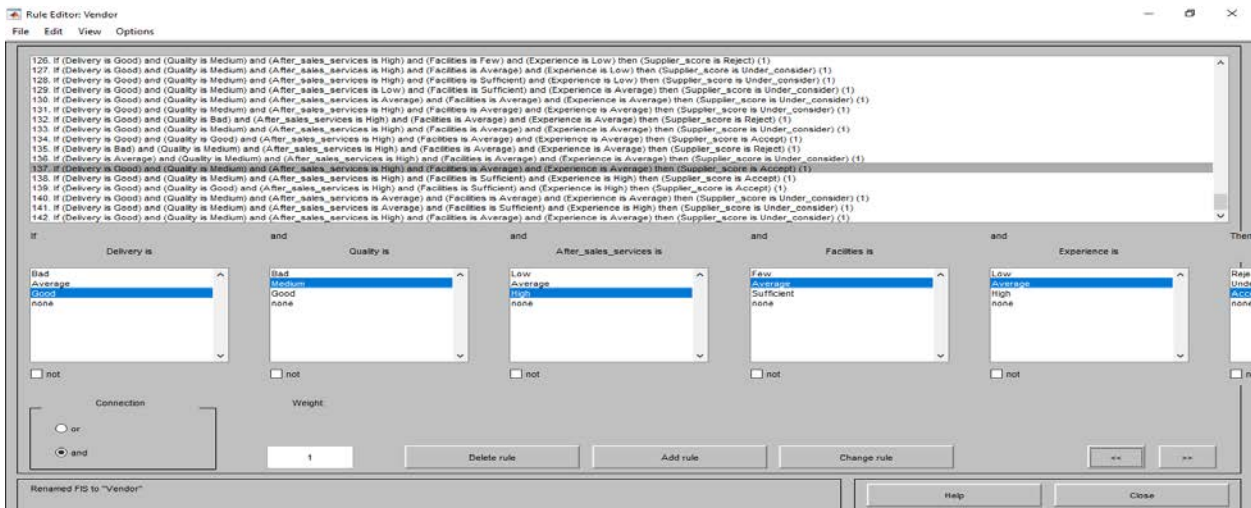 Rule Editor: Vendor
File Edit View Options
126. If (Delivery is Good) and (Quality is Medium) and (After_sales_services is High) and (Facilities is Few) and (Experience is Low) then (Supplier_score is Reject) (1)
127. If (Delivery is Good) and (Quality is Medium) and (After_sales_services is High) and (Facilities is Average) and (Experience is Low) then (Supplier_score is Under_consider) (1)
128. If (Delivery is Good) and (Quality is Medium) and (After_sales_services is High) and (Facilities is Sufficient) and (Experience is Low) then (Supplier_score is Under_consider) (1)
129. If (Delivery is Good) and (Quality is Medium) and (After_sales_services is Low) and (Facilities is Sufficient) and (Experience is Average) then (Supplier_score is Under_consider) (1)
130. If (Delivery is Good) and (Quality is Medium) and (After_sales_services is Average) and (Facilities is Average) and (Experience is Average) then (Supplier_score is Under_consider) (1)
131. If (Delivery is Good) and (Quality is Medium) and (After_sales_services is High) and (Facilities is Average) and (Experience is Average) then (Supplier_score is Under_consider) (1)
132. If (Delivery is Good) and (Quality is Bad) and (After_sales_services is High) and (Facilities is Average) and (Experience is Average) then (Supplier_score is Reject) (1)
133. If (Delivery is Good) and (Quality is Medium) and (After_sales_services is High) and (Facilities is Average) and (Experience is Average) then (Supplier_score is Under_consider) (1)
134. If (Delivery is Good) and (Quality is Good) and (After_sales_services is High) and (Facilities is Average) and (Experience is Average) then (Supplier_score is Accept) (1)
135. If (Delivery is Bad) and (Quality is Medium) and (After_sales_services is High) and (Facilities is Average) and (Experience is Average) then (Supplier_score is Reject) (1)
136. If (Delivery is Average) and (Quality is Medium) and (After_sales_services is High) and (Facilities is Average) and (Experience is Average) then (Supplier_score is Under_consider) (1)
137. If (Delivery is Good) and (Quality is Medium) and (After_sales_services is High) and (Facilities is Average) and (Experience is Average) then (Supplier_score is Accept) (1)
138. If (Delivery is Good) and (Quality is Medium) and (After_sales_services is High) and (Facilities is Sufficient) and (Experience is High) then (Supplier_score is Accept) (1)
139. If (Delivery is Good) and (Quality is Good) and (After_sales_services is High) and (Facilities is Sufficient) and (Experience is High) then (Supplier_score is Accept) (1)
140. If (Delivery is Good) and (Quality is Medium) and (After_sales_services is Average) and (Facilities is Average) and (Experience is Average) then (Supplier_score is Under_consider) (1)
141. If (Delivery is Good) and (Quality is Medium) and (After_sales_services is Average) and (Facilities is Sufficient) and (Experience is High) then (Supplier_score is Under_consider) (1)
142. If (Delivery is Good) and (Quality is Medium) and (After_sales_services is High) and (Facilities is Average) and (Experience is Average) then (Supplier_score is Under_consider) (1)
If and and and and Then
Delivery is Quality is After_sales_services is Facilities is Experience is
Bad Bad Low Few Low Reje
Average Medium Average Average Average Unde
Good Good High Sufficient High Acce
none none none none none none
not not not not not n
Connection Weight:
or
and 1 Delete rule Add rule Change rule << >>
Renamed FIS to "Vendor" Help Close